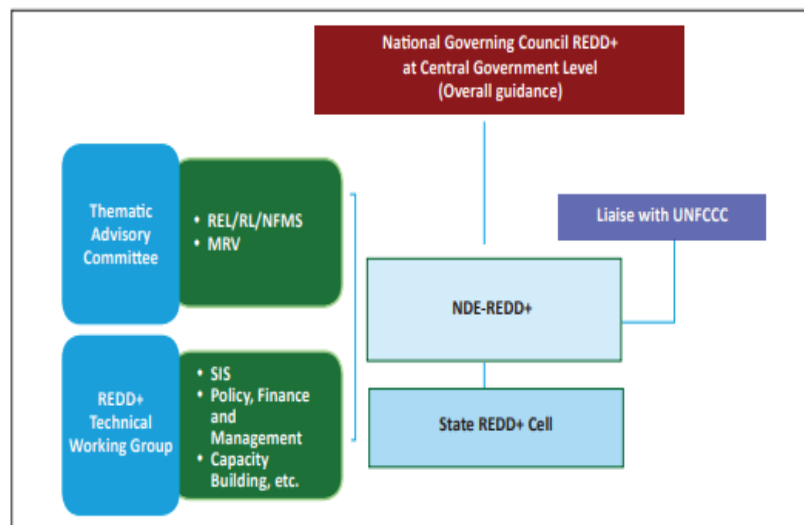 National Governing Council REDD+
at Central Government Level
(Overall guidance)
Thematic
Advisory
Committee
• REL/RL/NFMS
• MRV
Liaise with UNFCCC
NDE-REDD+
REDD+
Technical
Working Group
• SIS
• Policy, Finance
and
Management
• Capacity
Building, etc.
State REDD+ Cell